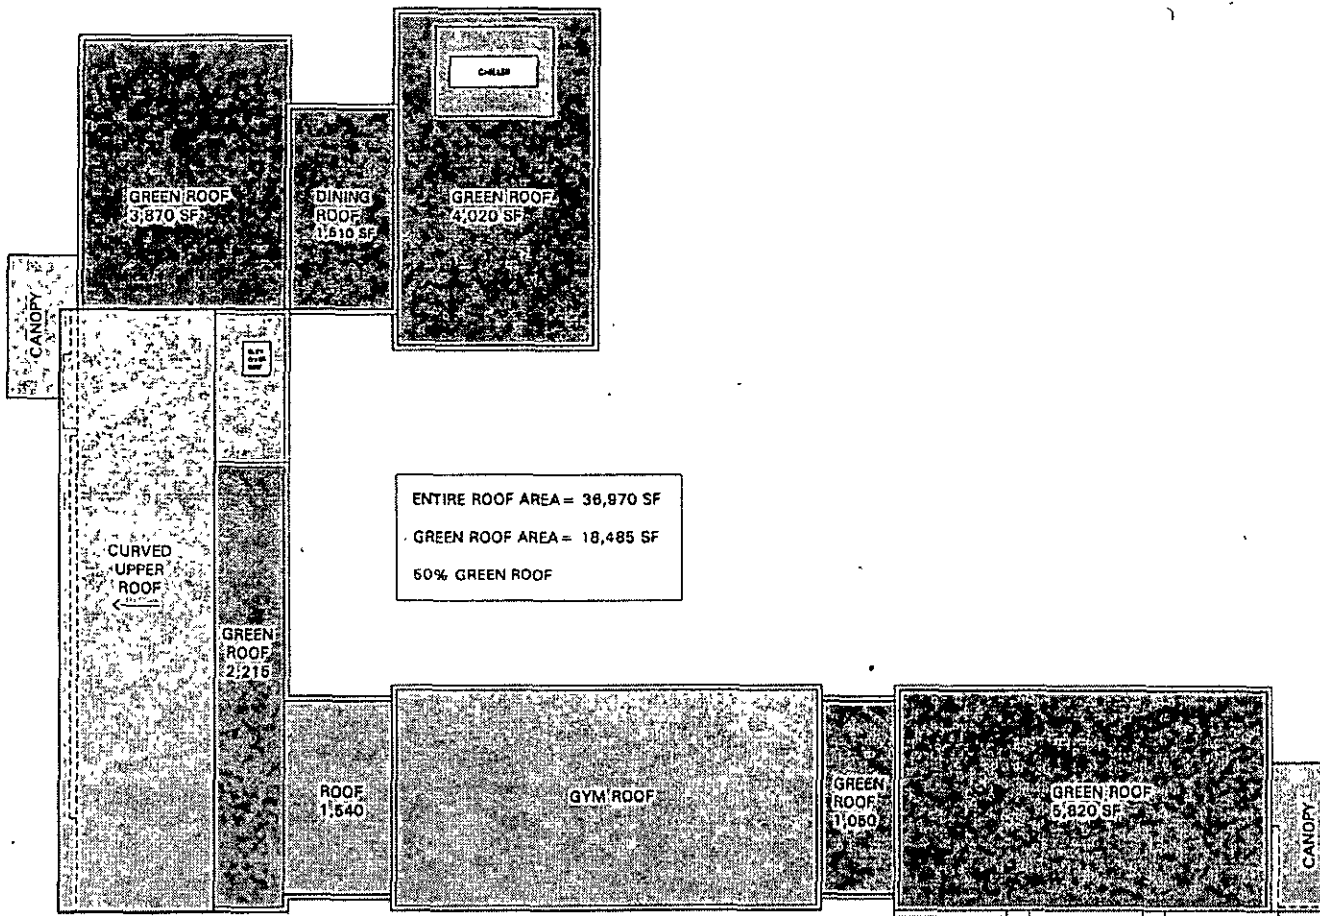 CHILLER
GREEN ROOF
3,870 SF
DINING
ROOF
1,510 SF
GREEN ROOF
4,020 SF
CANOPY
ENTIRE ROOF AREA = 36,970 SF
GREEN ROOF AREA = 18,485 SF
50% GREEN ROOF
CURVED
UPPER
ROOF
GREEN
ROOF
2,215
ROOF
1,540
GYM ROOF
GREEN
ROOF
1,050
GREEN ROOF
5,820 SF
CANOPY